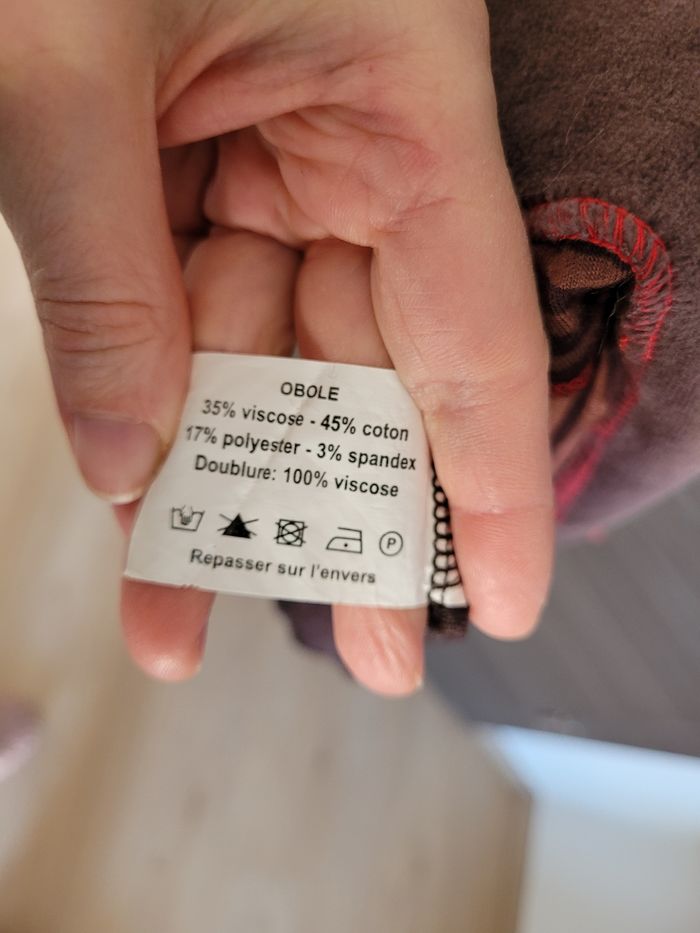 OBOLE
35% viscose - 45% coton
17% polyester - 3% spandex
Doublure: 100% viscose
P
Repasser sur l'envers